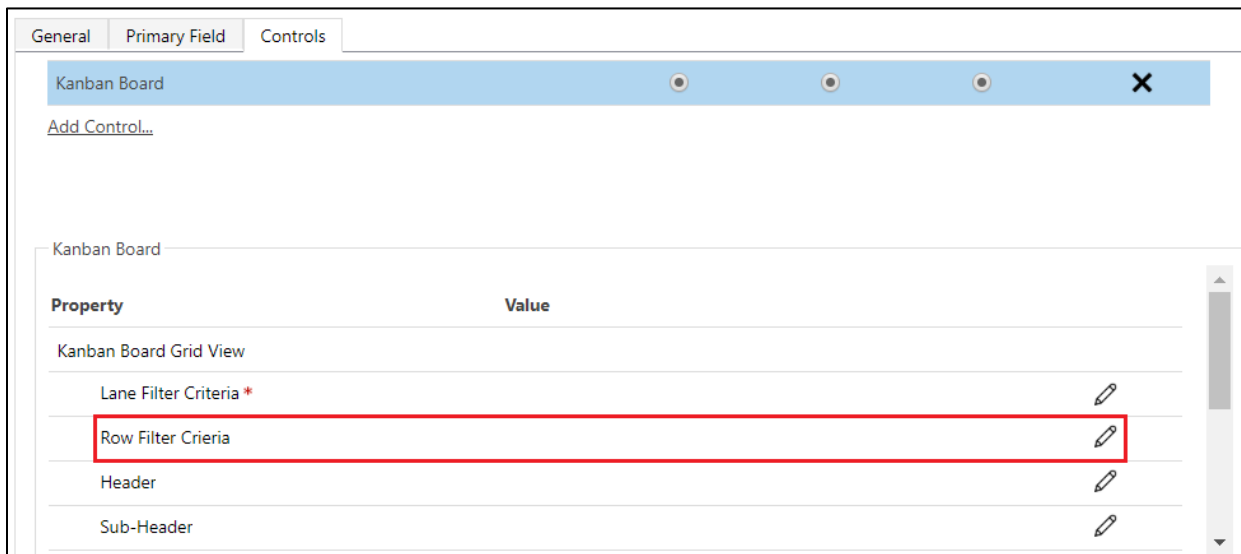 General Primary Field Controls
Kanban Board
Add Control...
Kanban Board
Property Value
Kanban Board Grid View
Lane Filter Criteria *
Row Filter Crieria
Header
Sub-Header